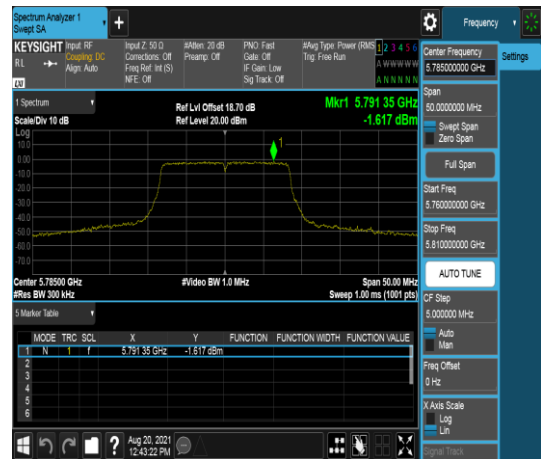 Spectrum Analyzer 1
Swept SA
+
Frequency
KEYSIGHT
RL
LXI
Input: RF
Coupling: DC
Align: Auto
Input Z: 50 Ω
Corrections: Off
Freq Ref: Int (S)
NFE: Off
#Atten: 20 dB
Preamp: Off
PNO: Fast
Gate: Off
IF Gain: Low
Sig Track: Off
#Avg Type: Power (RMS
Trig: Free Run
1 2 3 4 5 6
A W W W W W
A N N N N N
1 Spectrum
Scale/Div 10 dB
Ref Lvl Offset 18.70 dB
Ref Level 20.00 dBm
Mkr1 5.791 35 GHz
-1.617 dBm
Log
10.0
0.00
-10.0
-20.0
-30.0
-40.0
-50.0
-60.0
-70.0
1
Center 5.78500 GHz
#Res BW 300 kHz
#Video BW 1.0 MHz
Span 50.00 MHz
Sweep 1.00 ms (1001 pts)
5 Marker Table
MODE TRC SCL X Y FUNCTION FUNCTION WIDTH FUNCTION VALUE
1 N 1 f 5.791 35 GHz -1.617 dBm
2
3
4
5
6
Aug 20, 2021
12:43:22 PM
Settings
Center Frequency
5.785000000 GHz
Span
50.0000000 MHz
Swept Span
Zero Span
Full Span
Start Freq
5.760000000 GHz
Stop Freq
5.810000000 GHz
AUTO TUNE
CF Step
5.000000 MHz
Auto
Man
Freq Offset
0 Hz
X Axis Scale
Log
Lin
Signal Track